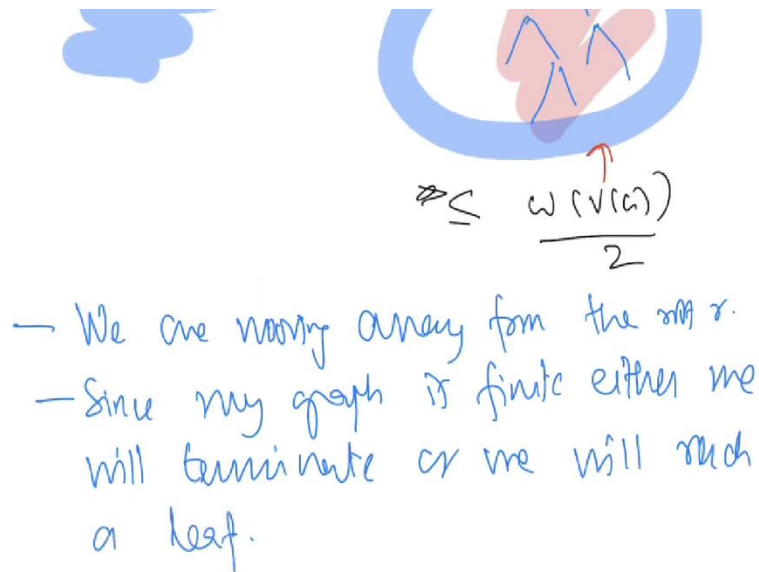 ≤ w(V(G))
2
— We are moving away from the root r.
— Since my graph is finite either we
will terminate or we will reach
a leaf.